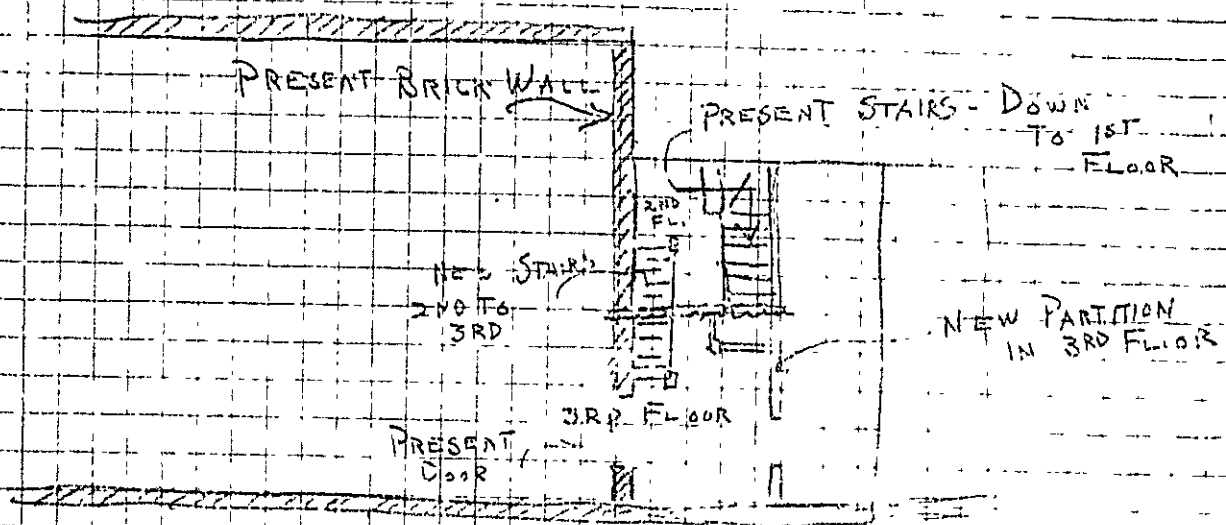 PRESENT BRICK WALL
PRESENT STAIRS - DOWN
TO 1ST
FLOOR
2ND
FL.
NEW STAIRS
2ND TO
3RD
NEW PARTITION
IN 3RD FLOOR
3RD FLOOR
PRESENT
DOOR